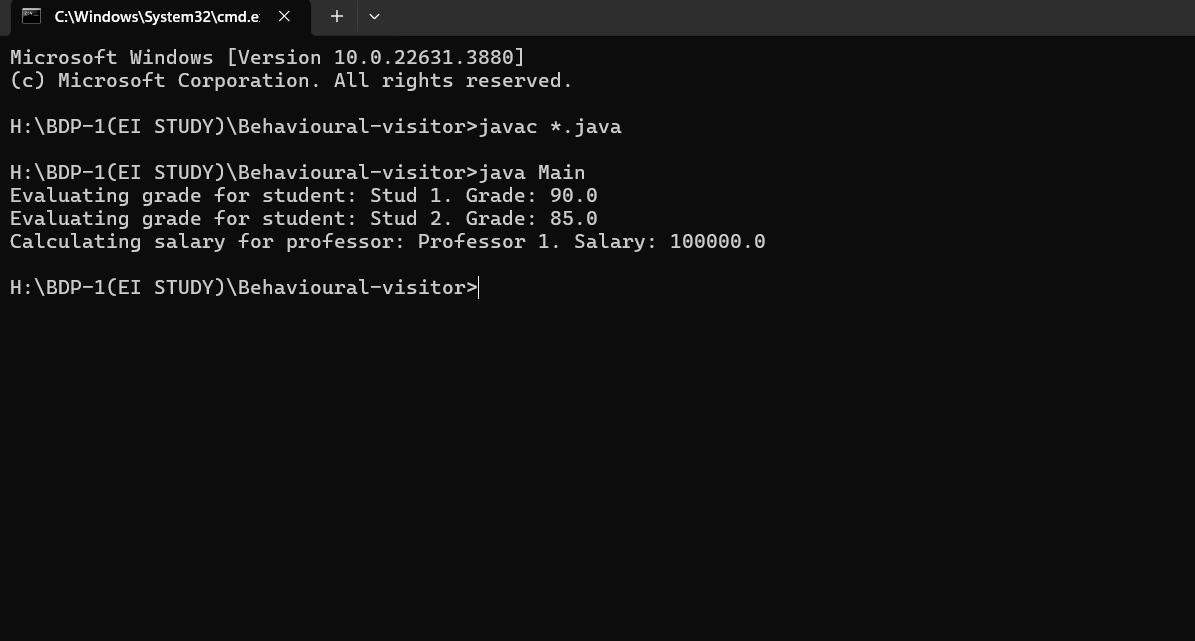 C:\Windows\System32\cmd.e
Microsoft Windows [Version 10.0.22631.3880]
(c) Microsoft Corporation. All rights reserved.
H:\BDP-1(EI STUDY)\Behavioural-visitor>javac *.java
H:\BDP-1(EI STUDY)\Behavioural-visitor>java Main
Evaluating grade for student: Stud 1. Grade: 90.0
Evaluating grade for student: Stud 2. Grade: 85.0
Calculating salary for professor: Professor 1. Salary: 100000.0
H:\BDP-1(EI STUDY)\Behavioural-visitor>